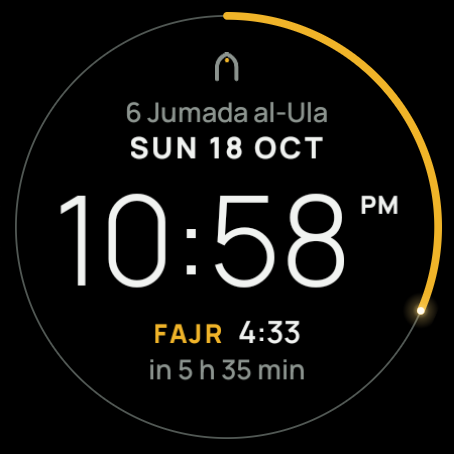 6 Jumada al-Ula
SUN 18 OCT
10:58 PM
FAJR 4:33
in 5 h 35 min